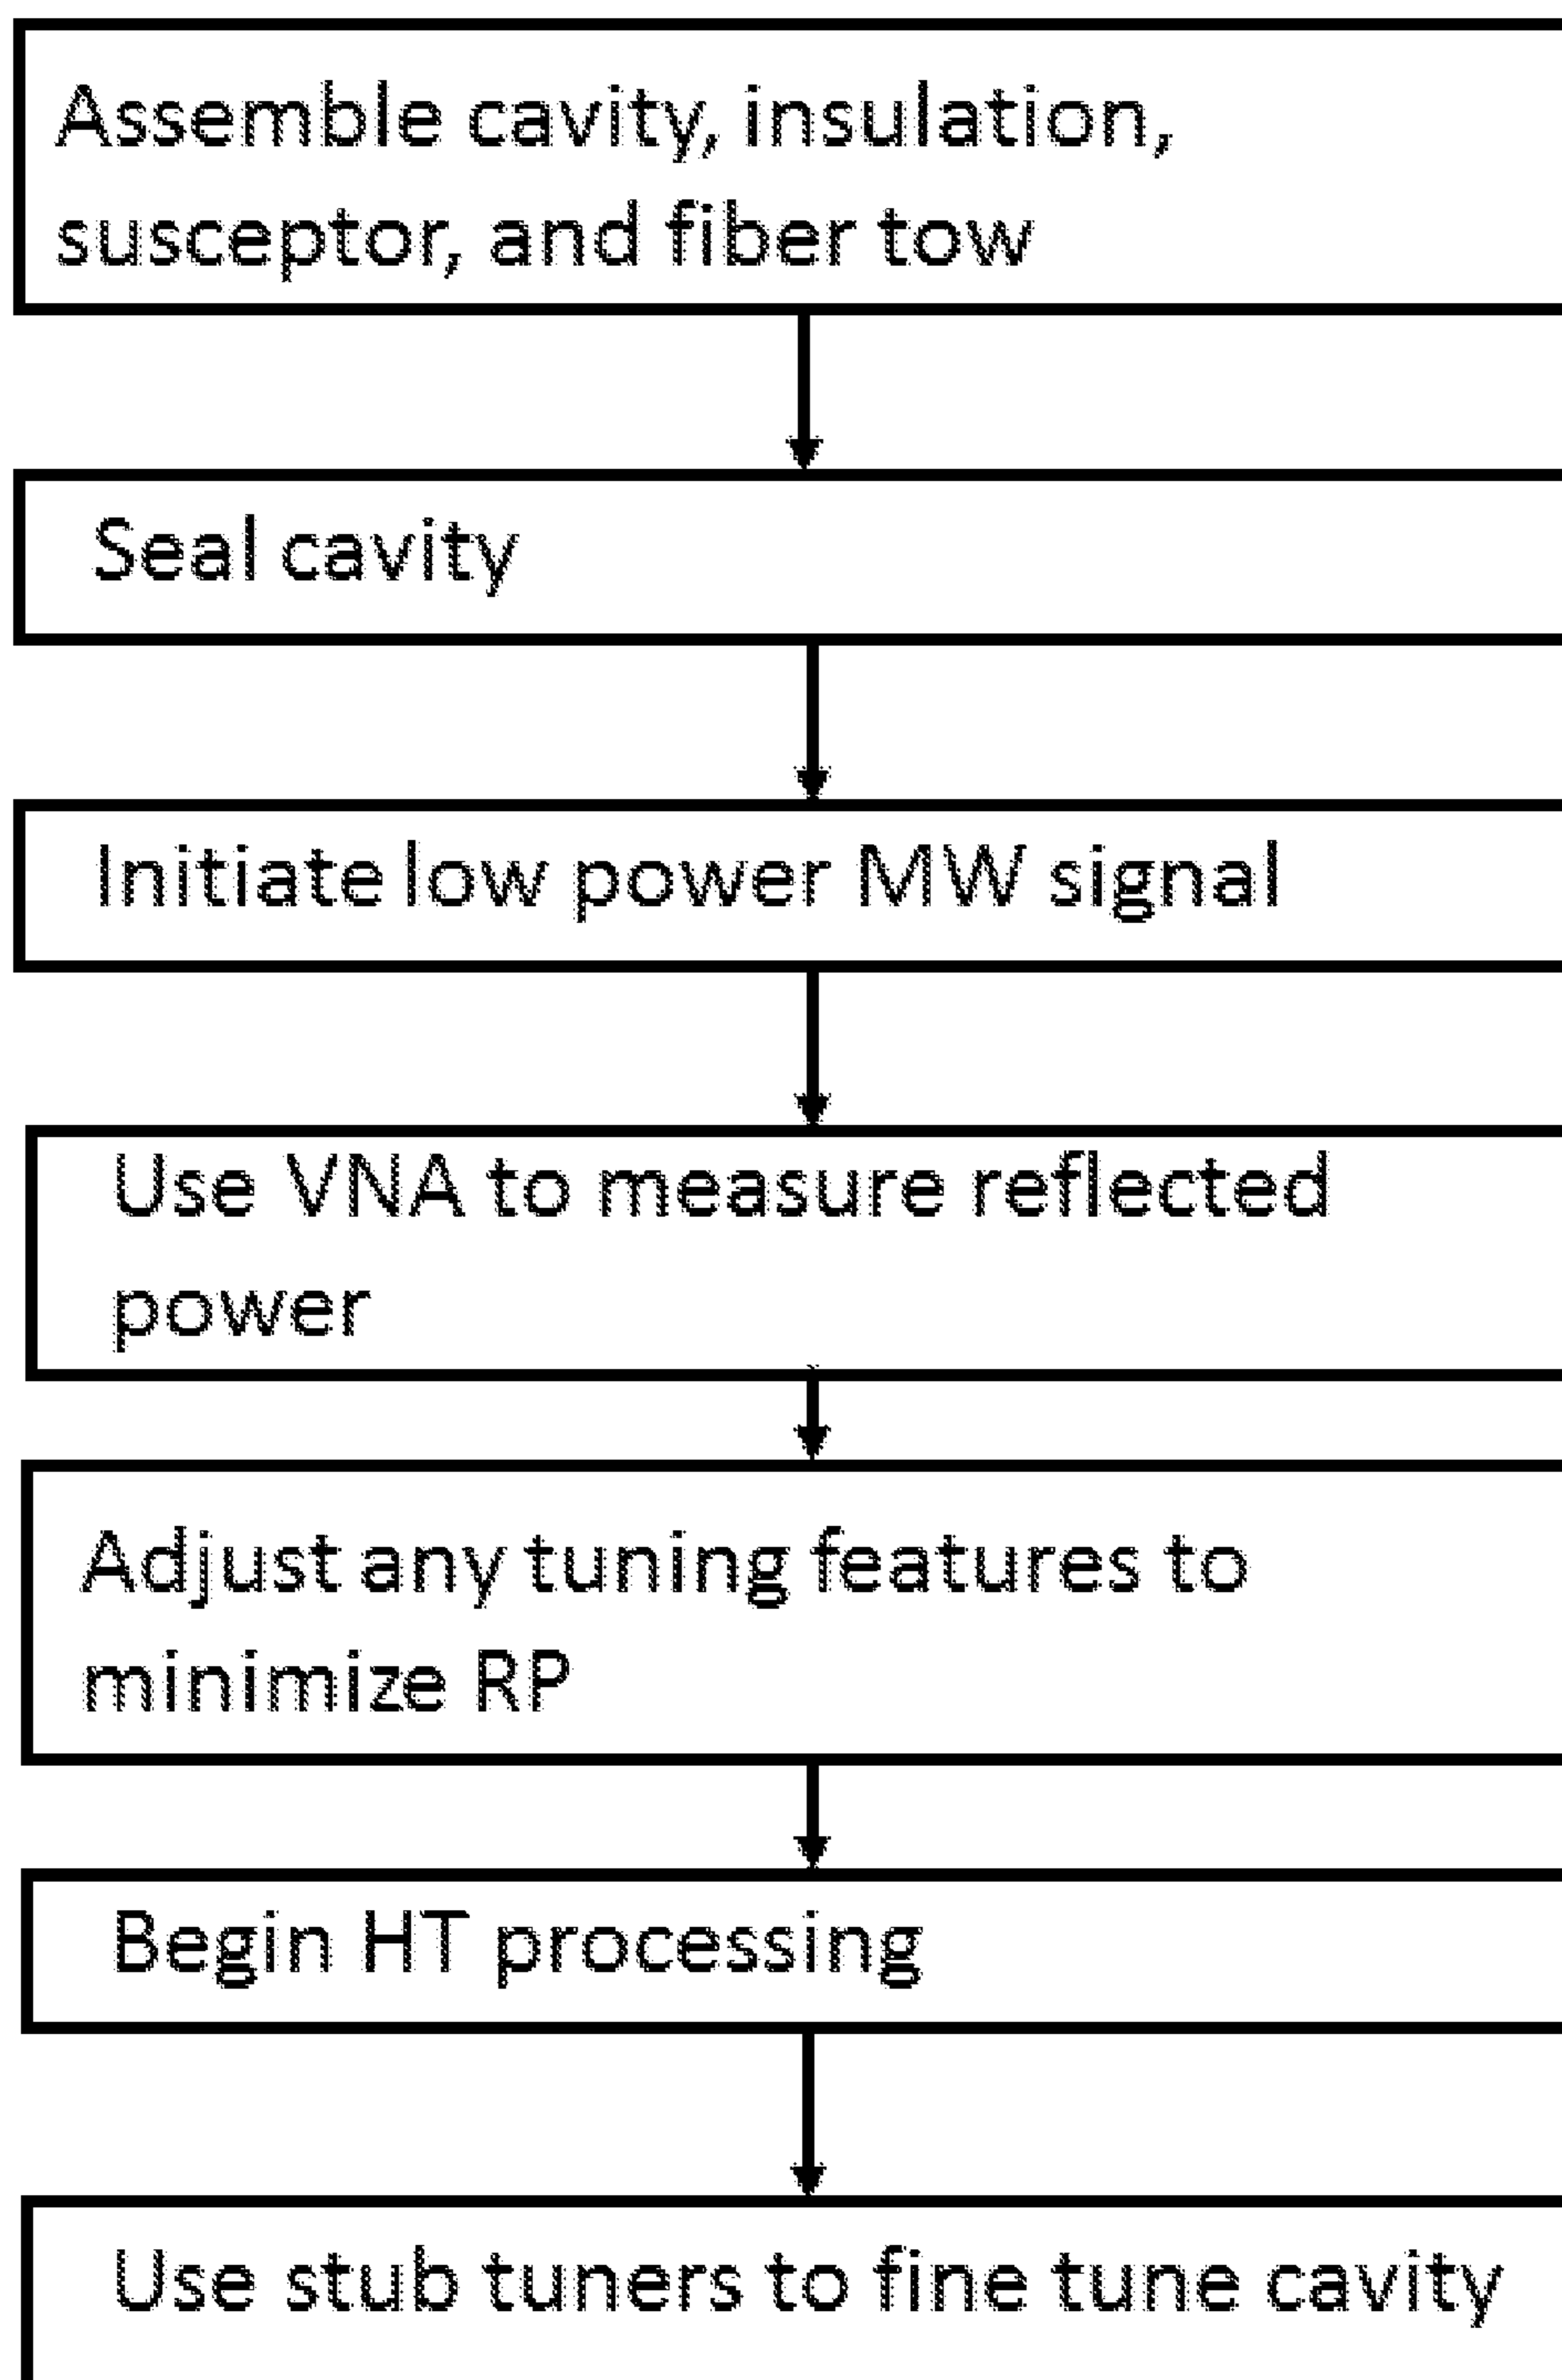 Assemble cavity, insulation,
susceptor, and fiber tow
Seal cavity
Initiate low power MW signal
Use VNA to measure reflected
power
Adjust any tuning features to
minimize RP
Begin HT processing
Use stub tuners to fine tune cavity